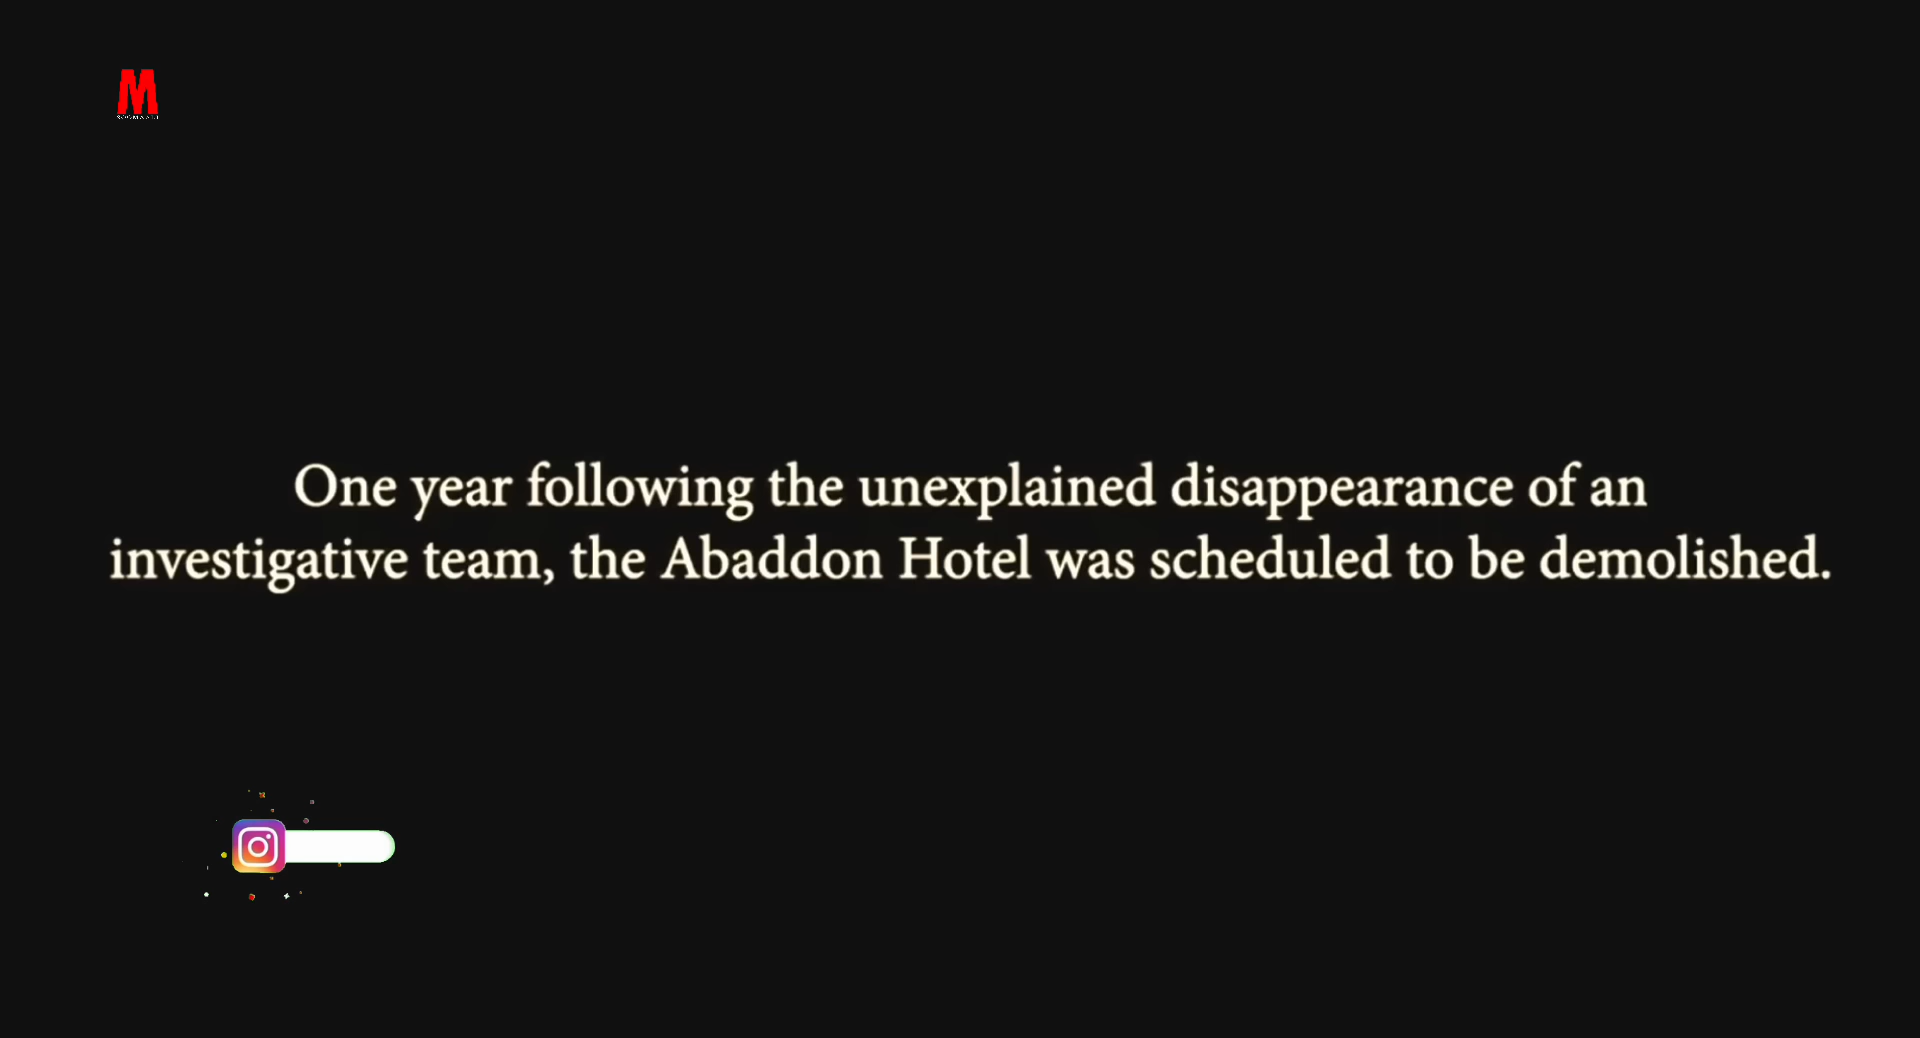 M
One year following the unexplained disappearance of an
investigative team, the Abaddon Hotel was scheduled to be demolished.